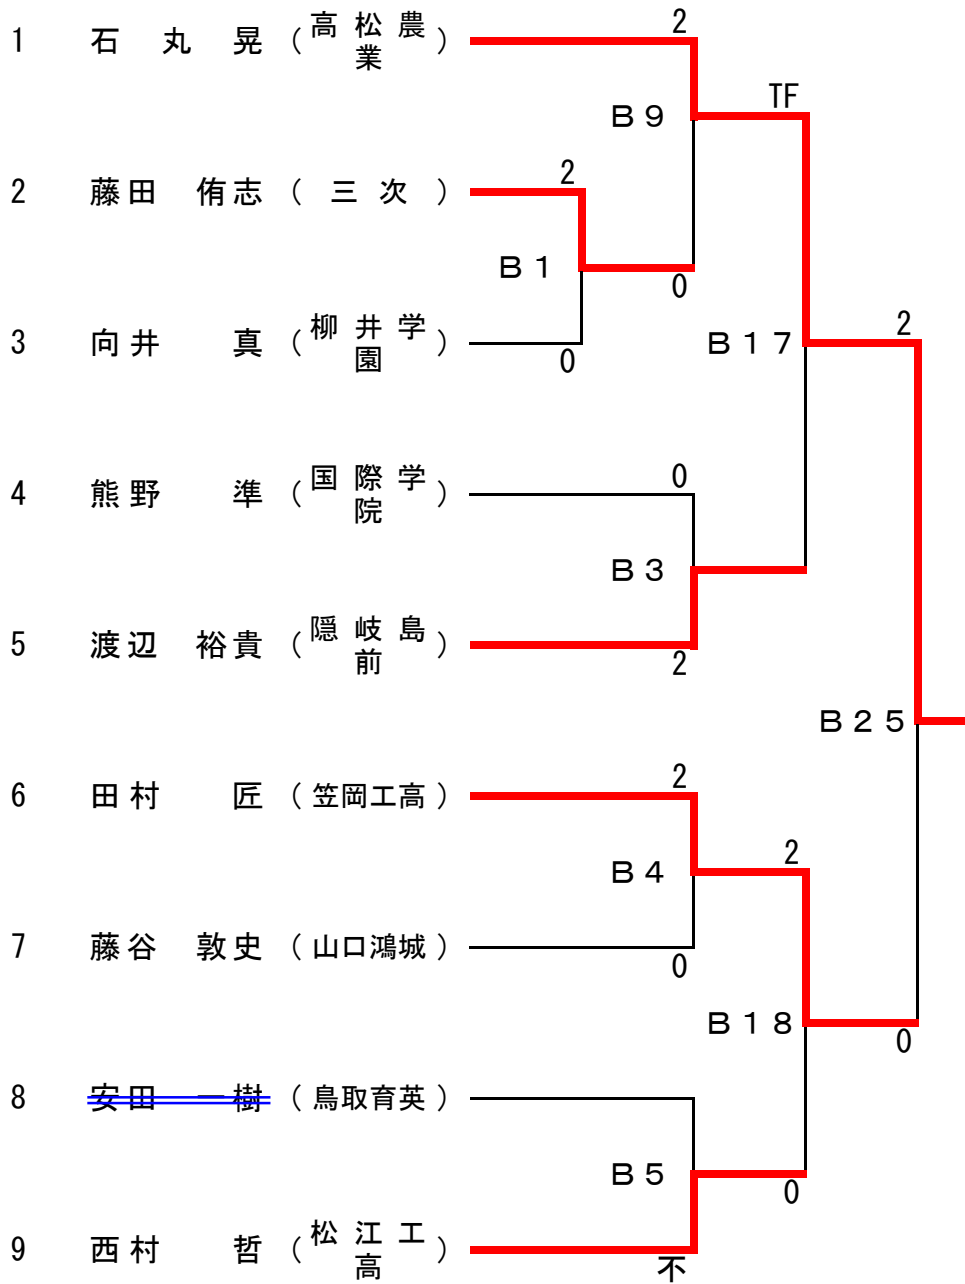 1 石 丸 晃 (高 松 農業) 2
TF
B9
2 藤田 侑志 ( 三 次 ) 2
B1
0
3 向井 真 (柳 井 学園) 0
B17
2
4 熊野 準 (国 際 学院) 0
B3
5 渡辺 裕貴 (隠 岐 島前) 2
B25
6 田村 匠 (笠岡工高) 2
B4
2
7 藤谷 敦史 (山口鴻城) 0
B18
0
8 安田 一樹 (鳥取育英)
B5
0
9 西村 哲 (松 江 工高) 不